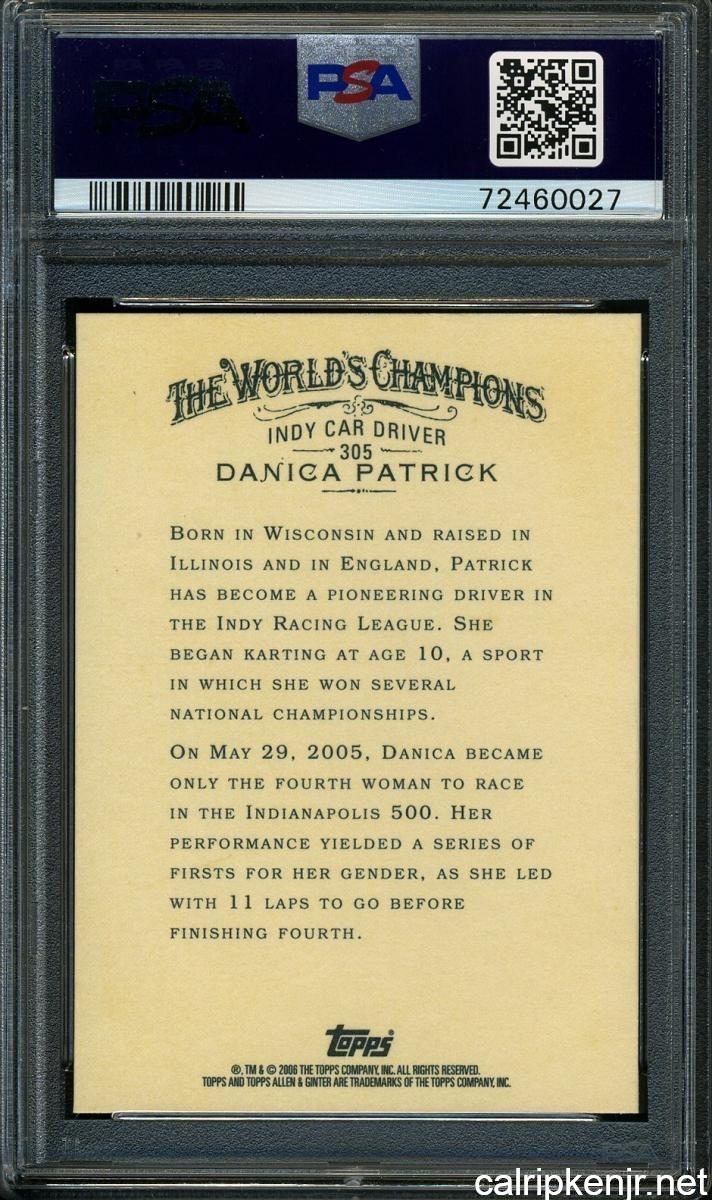 PSA
PSA
72460027
THE WORLD'S CHAMPIONS
INDY CAR DRIVER
305
DANICA PATRICK
BORN IN WISCONSIN AND RAISED IN
ILLINOIS AND IN ENGLAND, PATRICK
HAS BECOME A PIONEERING DRIVER IN
THE INDY RACING LEAGUE. SHE
BEGAN KARTING AT AGE 10, A SPORT
IN WHICH SHE WON SEVERAL
NATIONAL CHAMPIONSHIPS.
ON MAY 29, 2005, DANICA BECAME
ONLY THE FOURTH WOMAN TO RACE
IN THE INDIANAPOLIS 500. HER
PERFORMANCE YIELDED A SERIES OF
FIRSTS FOR HER GENDER, AS SHE LED
WITH 11 LAPS TO GO BEFORE
FINISHING FOURTH.
topps
®, TM & © 2006 THE TOPPS COMPANY, INC. ALL RIGHTS RESERVED.
TOPPS AND TOPPS ALLEN & GINTER ARE TRADEMARKS OF THE TOPPS COMPANY, INC.
calripkenjr.net